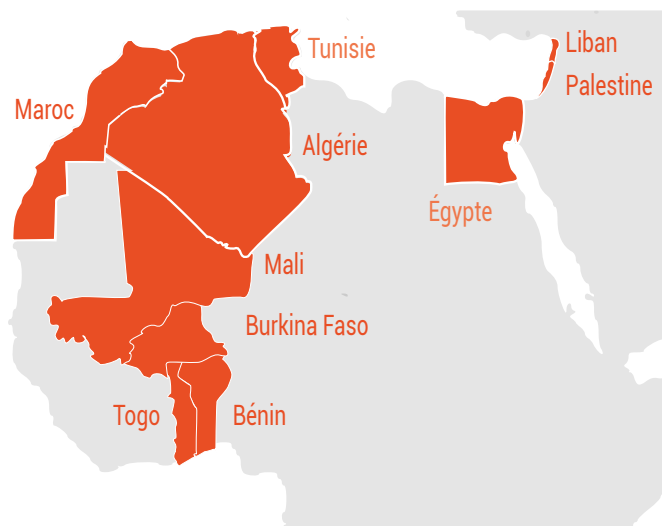 Tunisie
Liban
Palestine
Maroc
Algérie
Égypte
Mali
Burkina Faso
Togo
Bénin